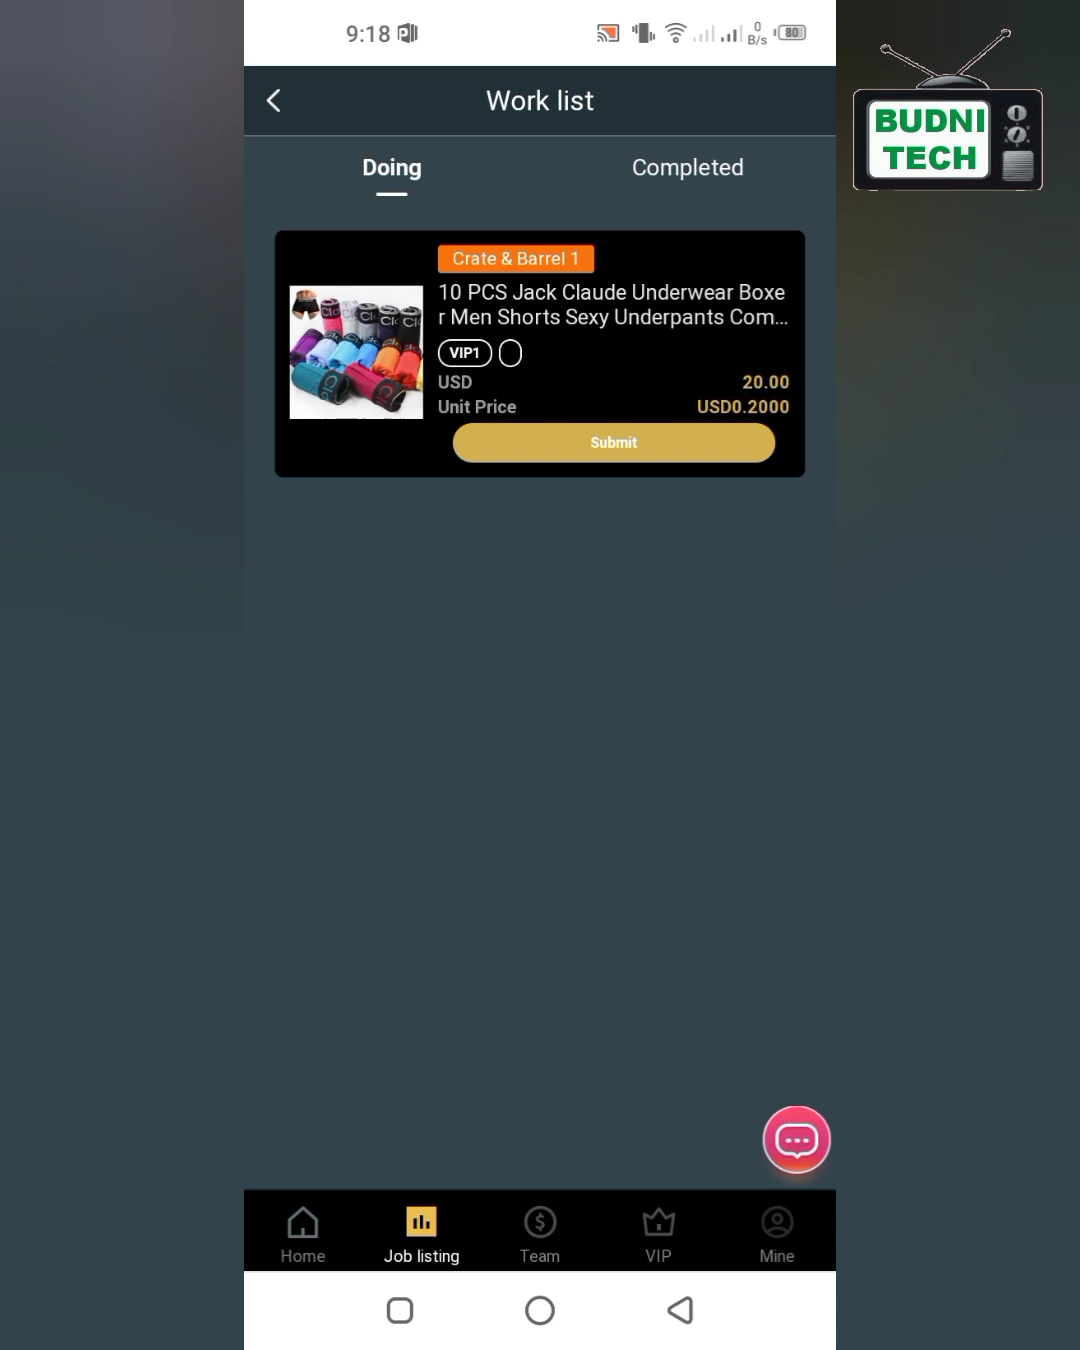 9:18
0
B/s
80
Work list
BUDNI
TECH
Doing
Completed
Crate & Barrel 1
10 PCS Jack Claude Underwear Boxe
r Men Shorts Sexy Underpants Com...
VIP1
USD
20.00
Unit Price
USD0.2000
Submit
Home
Job listing
Team
VIP
Mine